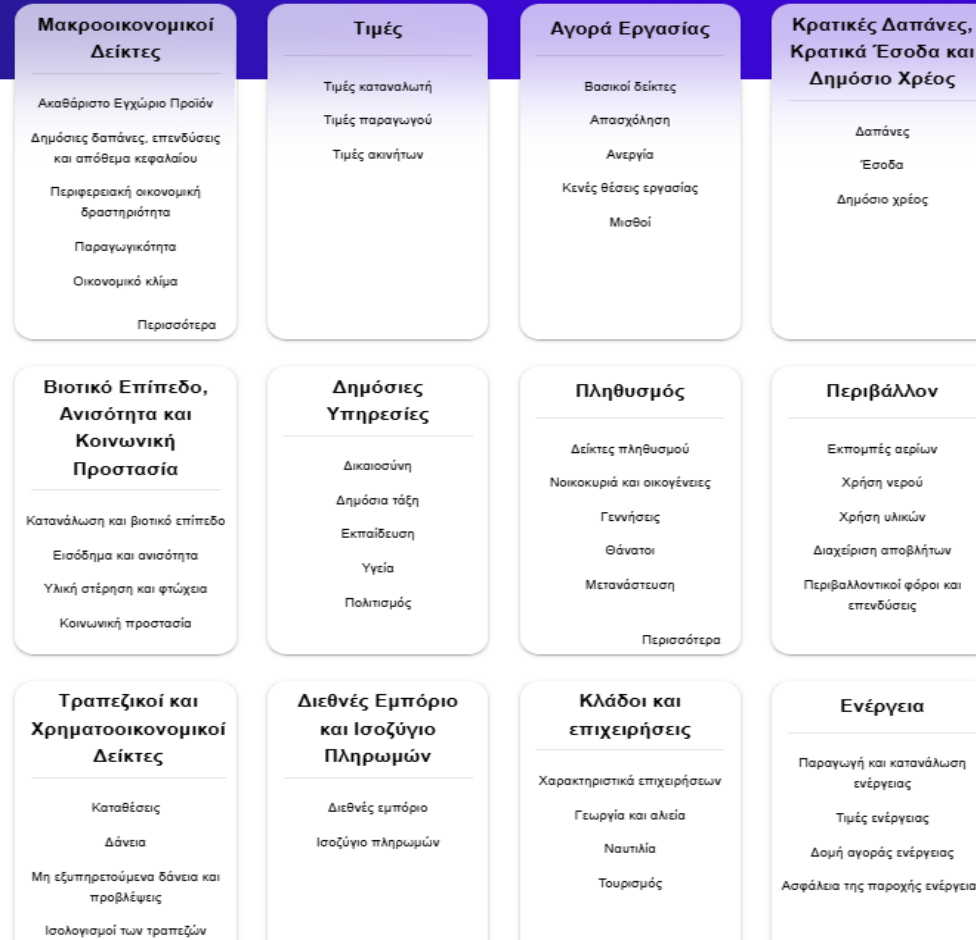 Μακροοικονομικοί
Δείκτες
Ακαθάριστο Εγχώριο Προϊόν
Δημόσιες δαπάνες, επενδύσεις
και απόθεμα κεφαλαίου
Περιφερειακή οικονομική
δραστηριότητα
Παραγωγικότητα
Οικονομικό κλίμα
Περισσότερα
Τιμές
Τιμές καταναλωτή
Τιμές παραγωγού
Τιμές ακινήτων
Αγορά Εργασίας
Βασικοί δείκτες
Απασχόληση
Ανεργία
Κενές θέσεις εργασίας
Μισθοί
Κρατικές Δαπάνες,
Κρατικά Έσοδα και
Δημόσιο Χρέος
Δαπάνες
Έσοδα
Δημόσιο χρέος
Βιοτικό Επίπεδο,
Ανισότητα και
Κοινωνική
Προστασία
Κατανάλωση και βιοτικό επίπεδο
Εισόδημα και ανισότητα
Υλική στέρηση και φτώχεια
Κοινωνική προστασία
Δημόσιες
Υπηρεσίες
Δικαιοσύνη
Δημόσια τάξη
Εκπαίδευση
Υγεία
Πολιτισμός
Πληθυσμός
Δείκτες πληθυσμού
Νοικοκυριά και οικογένειες
Γεννήσεις
Θάνατοι
Μετανάστευση
Περισσότερα
Περιβάλλον
Εκπομπές αερίων
Χρήση νερού
Χρήση υλικών
Διαχείριση αποβλήτων
Περιβαλλοντικοί φόροι και
επενδύσεις
Τραπεζικοί και
Χρηματοοικονομικοί
Δείκτες
Καταθέσεις
Δάνεια
Μη εξυπηρετούμενα δάνεια και
προβλέψεις
Ισολογισμοί των τραπεζών
Διεθνές Εμπόριο
και Ισοζύγιο
Πληρωμών
Διεθνές εμπόριο
Ισοζύγιο πληρωμών
Κλάδοι και
επιχειρήσεις
Χαρακτηριστικά επιχειρήσεων
Γεωργία και αλιεία
Ναυτιλία
Τουρισμός
Ενέργεια
Παραγωγή και κατανάλωση
ενέργειας
Τιμές ενέργειας
Δομή αγοράς ενέργειας
Ασφάλεια της παροχής ενέργεια